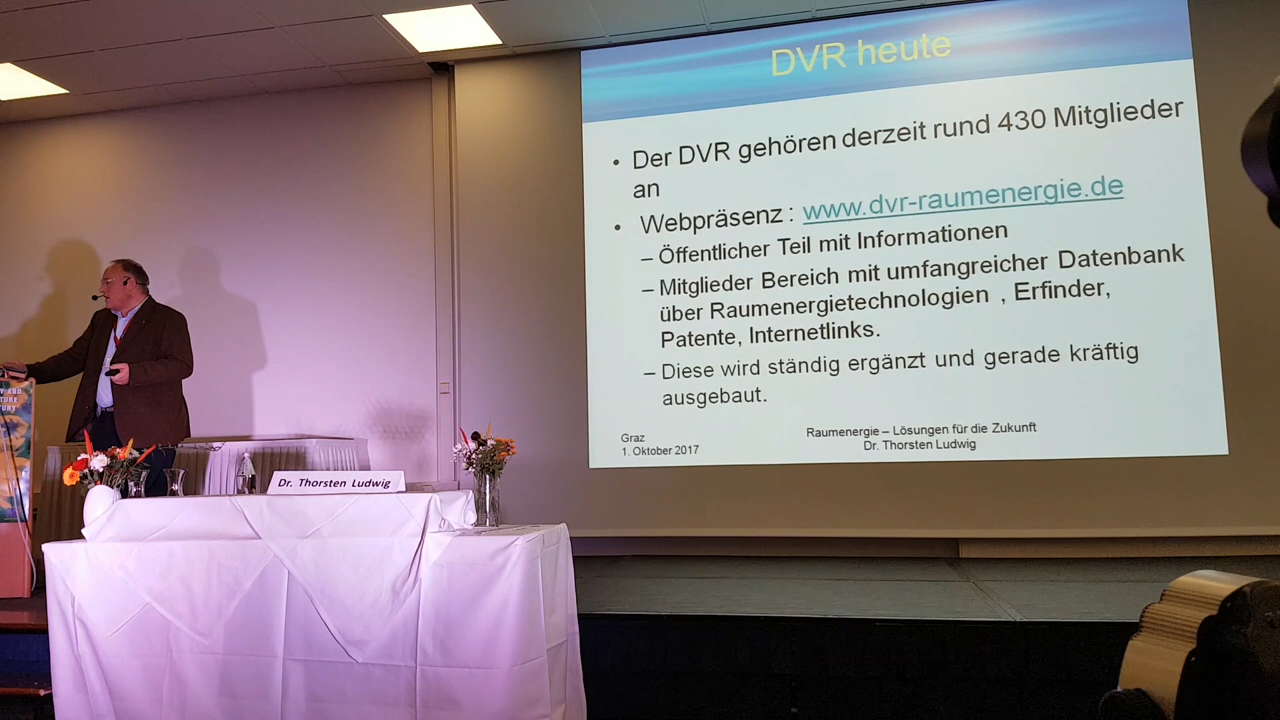 DVR heute
• Der DVR gehören derzeit rund 430 Mitglieder
an
• Webpräsenz : www.dvr-raumenergie.de
– Öffentlicher Teil mit Informationen
– Mitglieder Bereich mit umfangreicher Datenbank
über Raumenergietechnologien , Erfinder,
Patente, Internetlinks.
– Diese wird ständig ergänzt und gerade kräftig
ausgebaut.
Graz
1. Oktober 2017
Raumenergie – Lösungen für die Zukunft
Dr. Thorsten Ludwig
Dr. Thorsten Ludwig